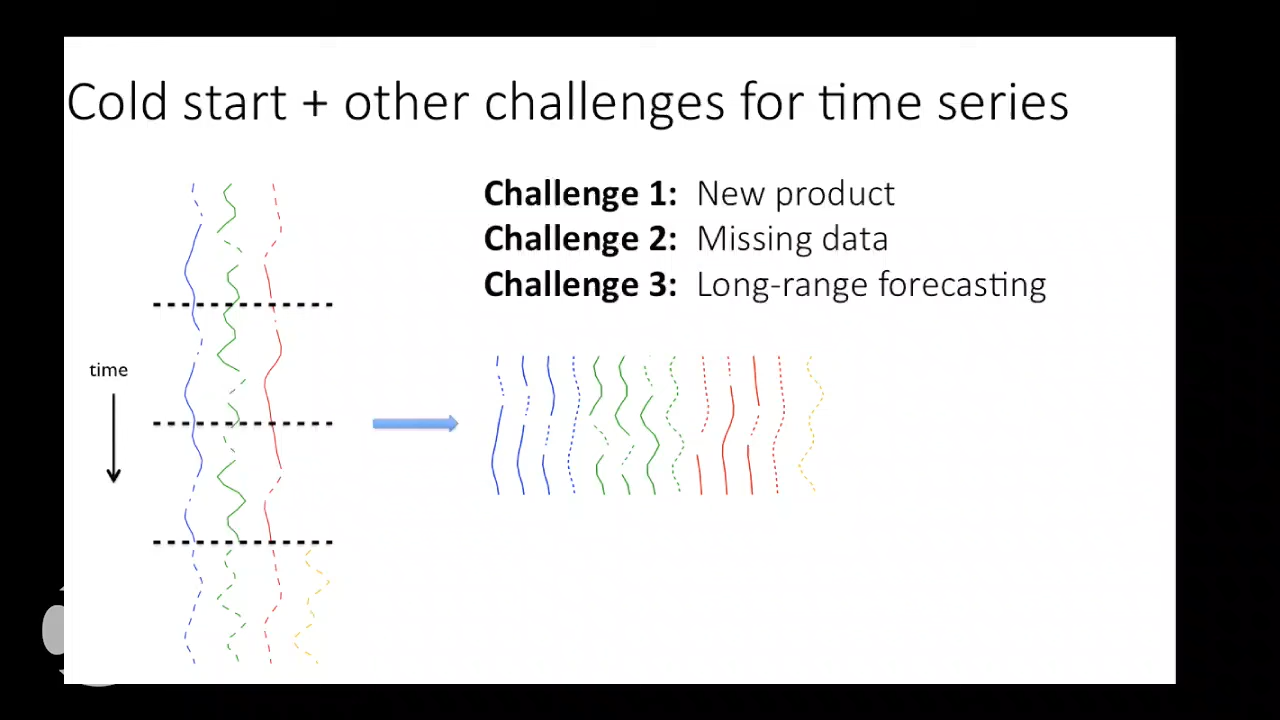 Cold start + other challenges for time series
Challenge 1: New product
Challenge 2: Missing data
Challenge 3: Long-range forecasting
time